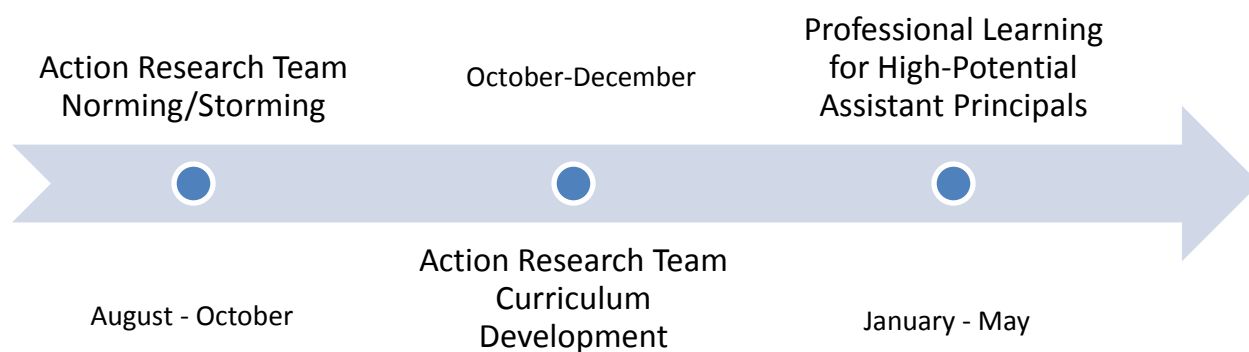 Action Research Team
Norming/Storming
August - October
October-December
Action Research Team
Curriculum
Development
Professional Learning
for High-Potential
Assistant Principals
January - May